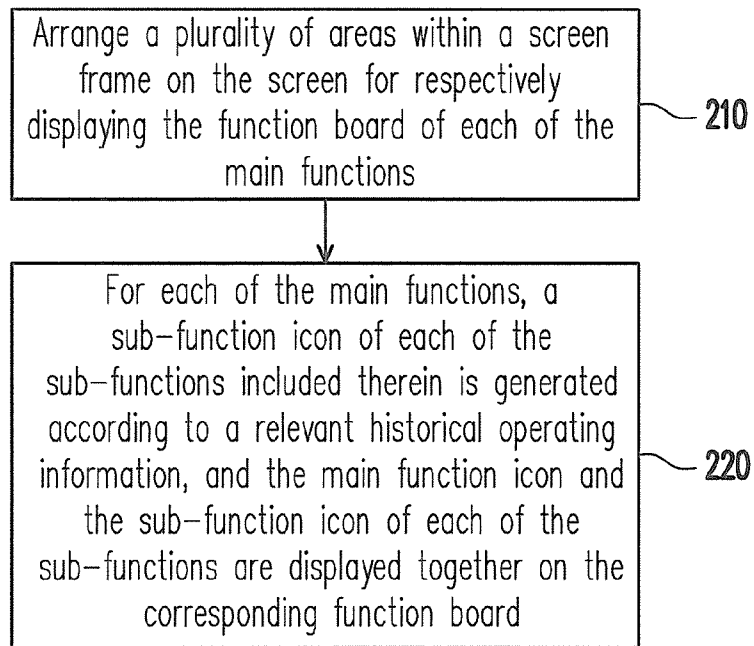 Arrange a plurality of areas within a screen
frame on the screen for respectively
displaying the function board of each of the
main functions
210
For each of the main functions, a
sub-function icon of each of the
sub-functions included therein is generated
according to a relevant historical operating
information, and the main function icon and
the sub-function icon of each of the
sub-functions are displayed together on the
corresponding function board
220